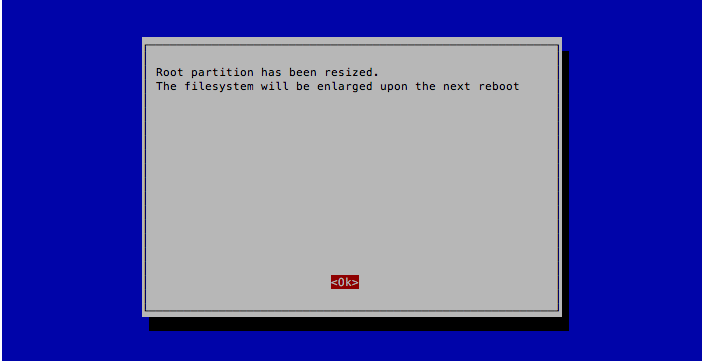 Root partition has been resized.
The filesystem will be enlarged upon the next reboot
<Ok>